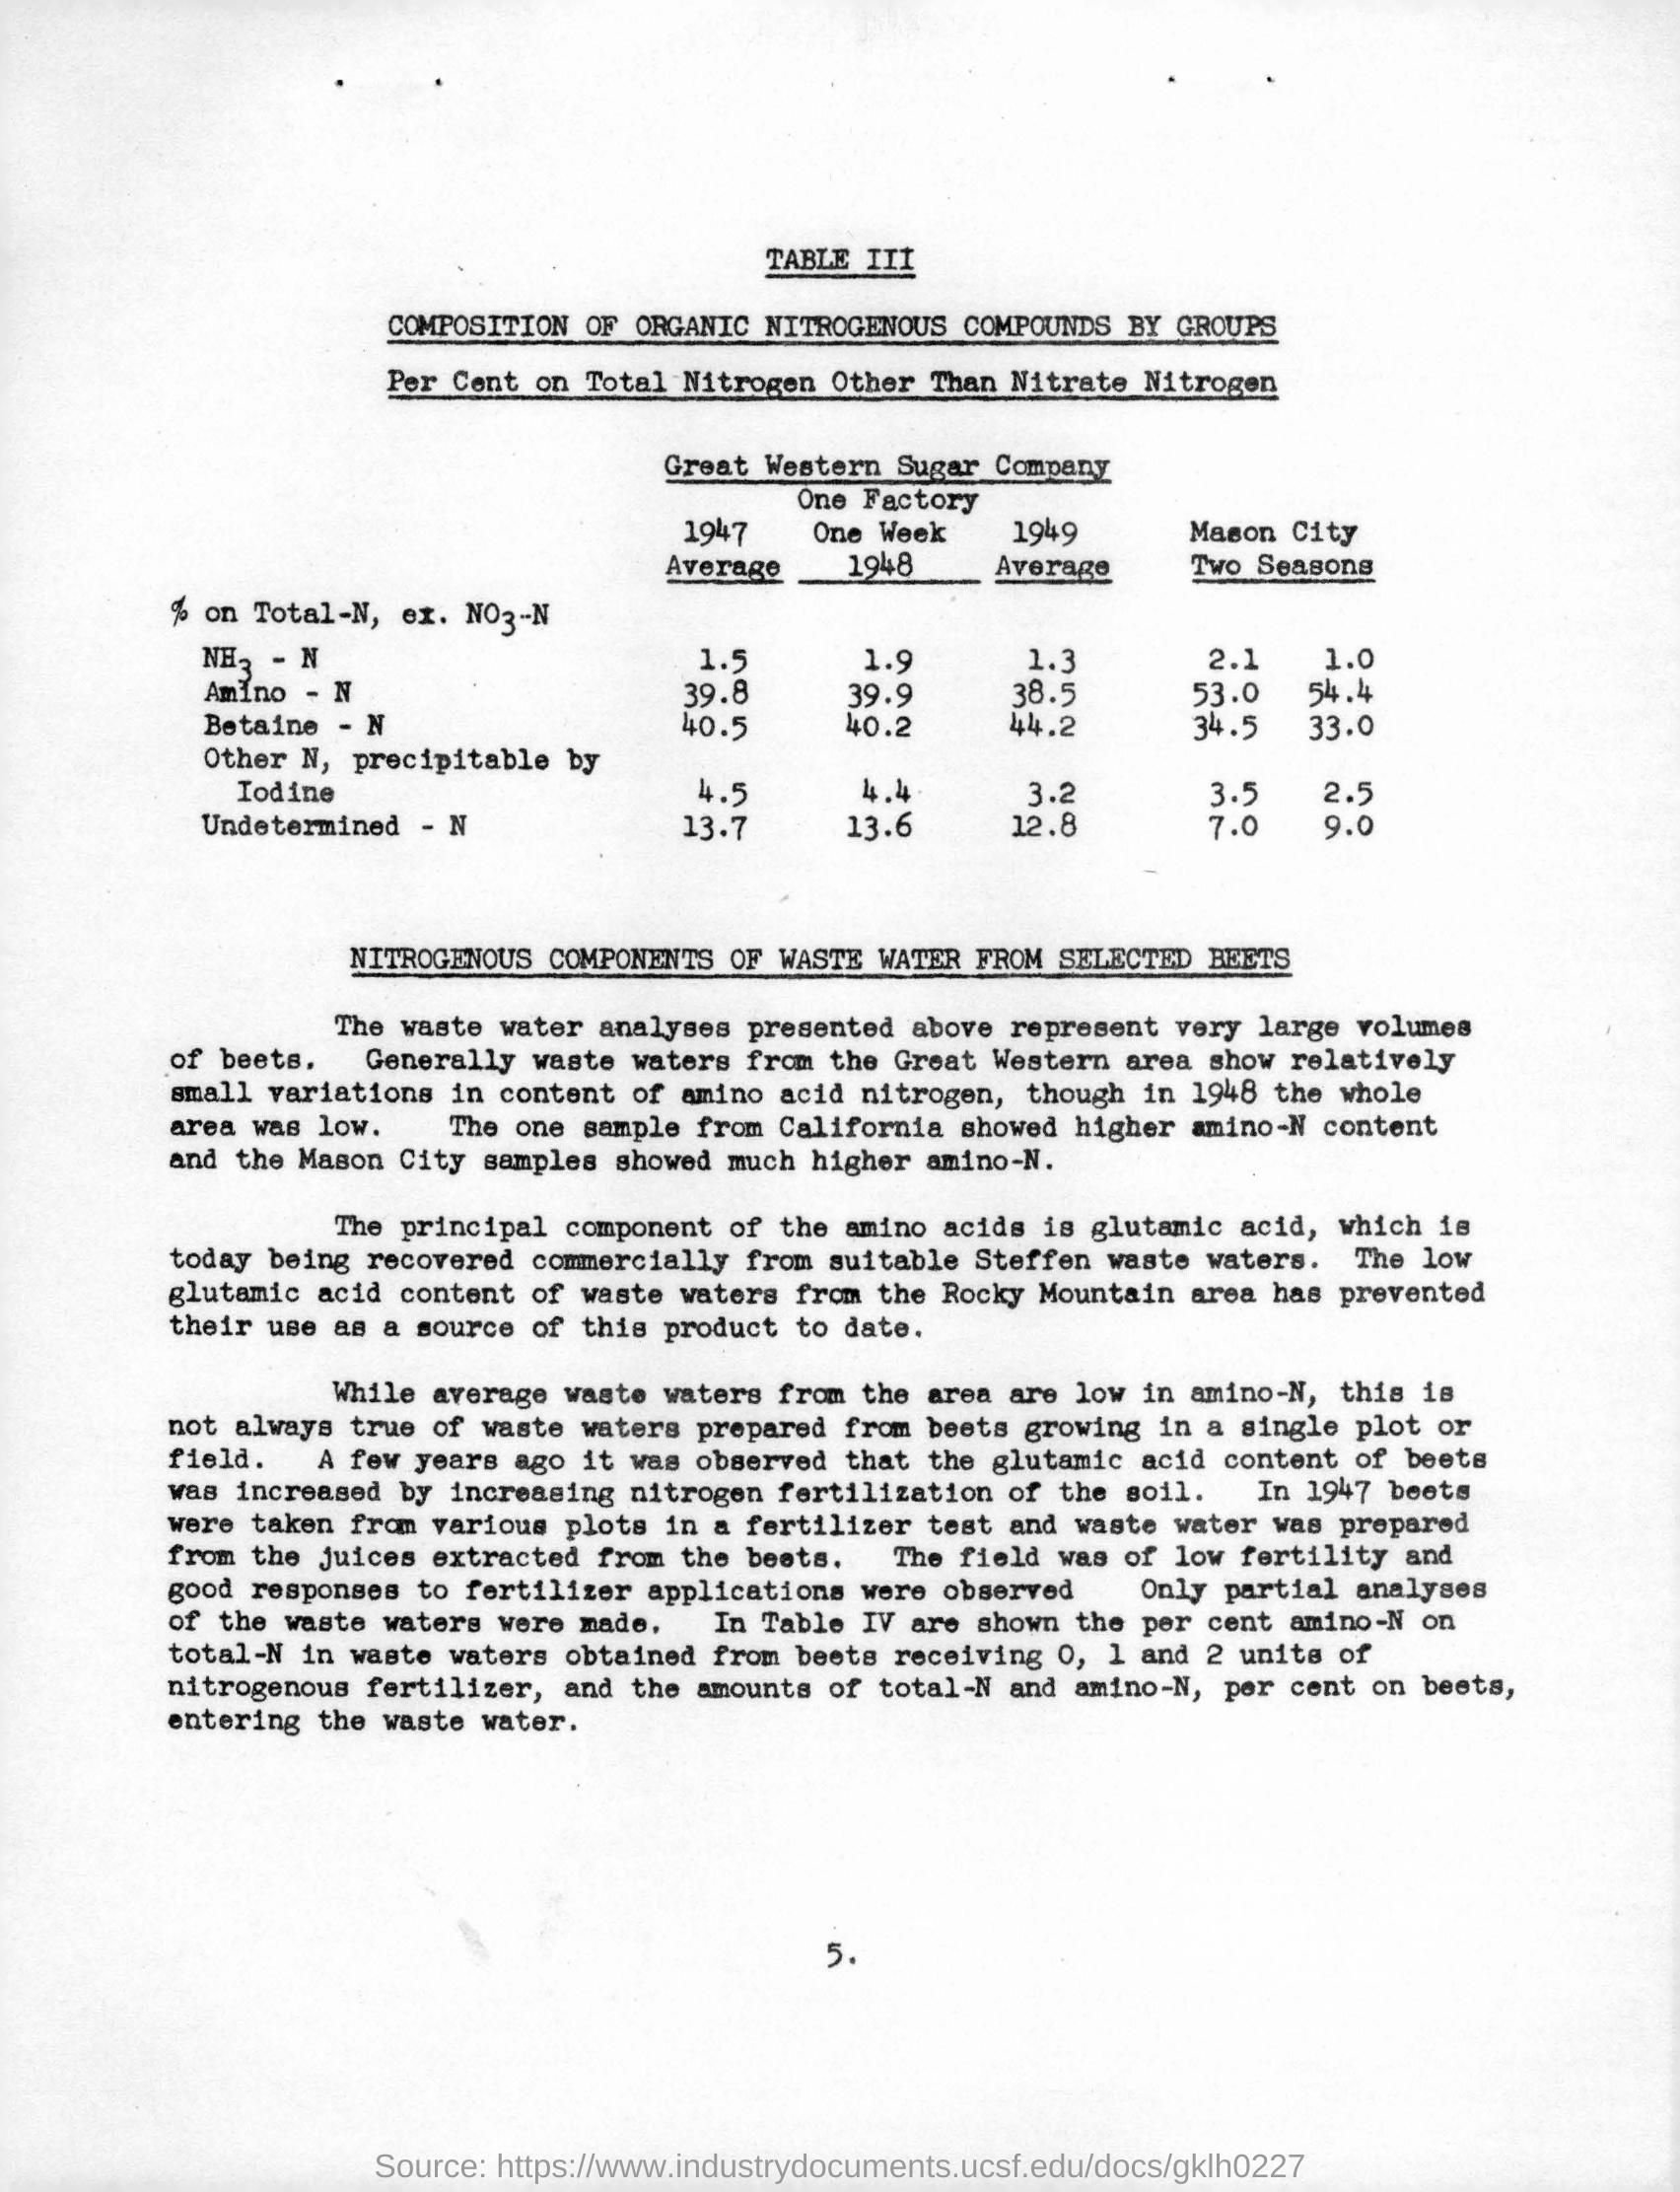 TABLE III
COMPOSITION OF ORGANIC NITROGENOUS COMPOUNDS BY GROUPS
Per Cent on Total Nitrogen Other Than Nitrate Nitrogen
Great Western Sugar Company
One Factory
1947 One Week 1949 Mason City
Average 1948 Average Two Seasons
% on Total-N, ex. NO3-N
NH3 - N 1.5 1.9 1.3 2.1 1.0
Amino - N 39.8 39.9 38.5 53.0 54.4
Betaine - N 40.5 40.2 44.2 34.5 33.0
Other N, precipitable by
Iodine 4.5 4.4 3.2 3.5 2.5
Undetermined - N 13.7 13.6 12.8 7.0 9.0
NITROGENOUS COMPONENTS OF WASTE WATER FROM SELECTED BEETS
The waste water analyses presented above represent very large volumes
of beets. Generally waste waters from the Great Western area show relatively
small variations in content of amino acid nitrogen, though in 1948 the whole
area was low. The one sample from California showed higher amino-N content
and the Mason City samples showed much higher amino-N.
The principal component of the amino acids is glutamic acid, which is
today being recovered commercially from suitable Steffen waste waters. The low
glutamic acid content of waste waters from the Rocky Mountain area has prevented
their use as a source of this product to date.
While average waste waters from the area are low in amino-N, this is
not always true of waste waters prepared from beets growing in a single plot or
field. A few years ago it was observed that the glutamic acid content of beets
was increased by increasing nitrogen fertilization of the soil. In 1947 beets
were taken from various plots in a fertilizer test and waste water was prepared
from the juices extracted from the beets. The field was of low fertility and
good responses to fertilizer applications were observed Only partial analyses
of the waste waters were made. In Table IV are shown the per cent amino-N on
total-N in waste waters obtained from beets receiving 0, 1 and 2 units of
nitrogenous fertilizer, and the amounts of total-N and amino-N, per cent on beets,
entering the waste water.
5.
Source: https://www.industrydocuments.ucsf.edu/docs/gklh0227